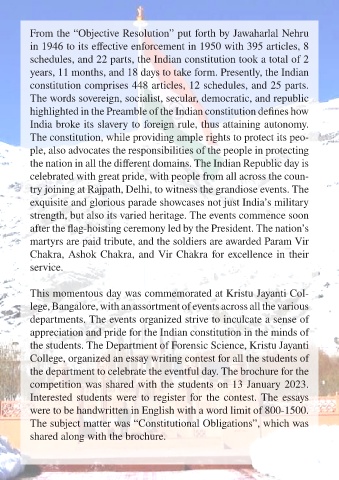 From the “Objective Resolution” put forth by Jawaharlal Nehru
in 1946 to its effective enforcement in 1950 with 395 articles, 8
schedules, and 22 parts, the Indian constitution took a total of 2
years, 11 months, and 18 days to take form. Presently, the Indian
constitution comprises 448 articles, 12 schedules, and 25 parts.
The words sovereign, socialist, secular, democratic, and republic
highlighted in the Preamble of the Indian constitution defines how
India broke its slavery to foreign rule, thus attaining autonomy.
The constitution, while providing ample rights to protect its peo-
ple, also advocates the responsibilities of the people in protecting
the nation in all the different domains. The Indian Republic day is
celebrated with great pride, with people from all across the coun-
try joining at Rajpath, Delhi, to witness the grandiose events. The
exquisite and glorious parade showcases not just India’s military
strength, but also its varied heritage. The events commence soon
after the flag-hoisting ceremony led by the President. The nation’s
martyrs are paid tribute, and the soldiers are awarded Param Vir
Chakra, Ashok Chakra, and Vir Chakra for excellence in their
service.
This momentous day was commemorated at Kristu Jayanti Col-
lege, Bangalore, with an assortment of events across all the various
departments. The events organized strive to inculcate a sense of
appreciation and pride for the Indian constitution in the minds of
the students. The Department of Forensic Science, Kristu Jayanti
College, organized an essay writing contest for all the students of
the department to celebrate the eventful day. The brochure for the
competition was shared with the students on 13 January 2023.
Interested students were to register for the contest. The essays
were to be handwritten in English with a word limit of 800-1500.
The subject matter was “Constitutional Obligations”, which was
shared along with the brochure.